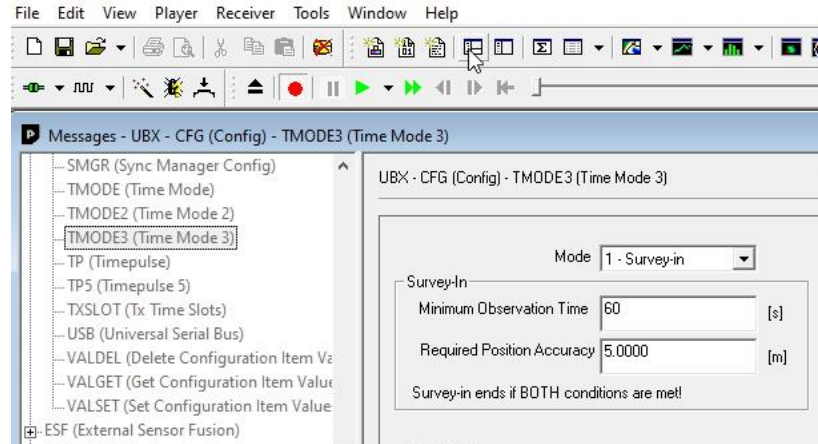 File Edit View Player Receiver Tools Window Help
Messages - UBX - CFG (Config) - TMODE3 (Time Mode 3)
SMGR (Sync Manager Config)
TMODE (Time Mode)
TMODE2 (Time Mode 2)
TMODE3 (Time Mode 3)
TP (Timepulse)
TP5 (Timepulse 5)
TXSLOT (Tx Time Slots)
USB (Universal Serial Bus)
VALDEL (Delete Configuration Item Va
VALGET (Get Configuration Item Value
VALSET (Set Configuration Item Value
ESF (External Sensor Fusion)
UBX - CFG (Config) - TMODE3 (Time Mode 3)
Mode 1 - Survey-in
Survey-In
Minimum Observation Time 60 [s]
Required Position Accuracy 5.0000 [m]
Survey-in ends if BOTH conditions are met!